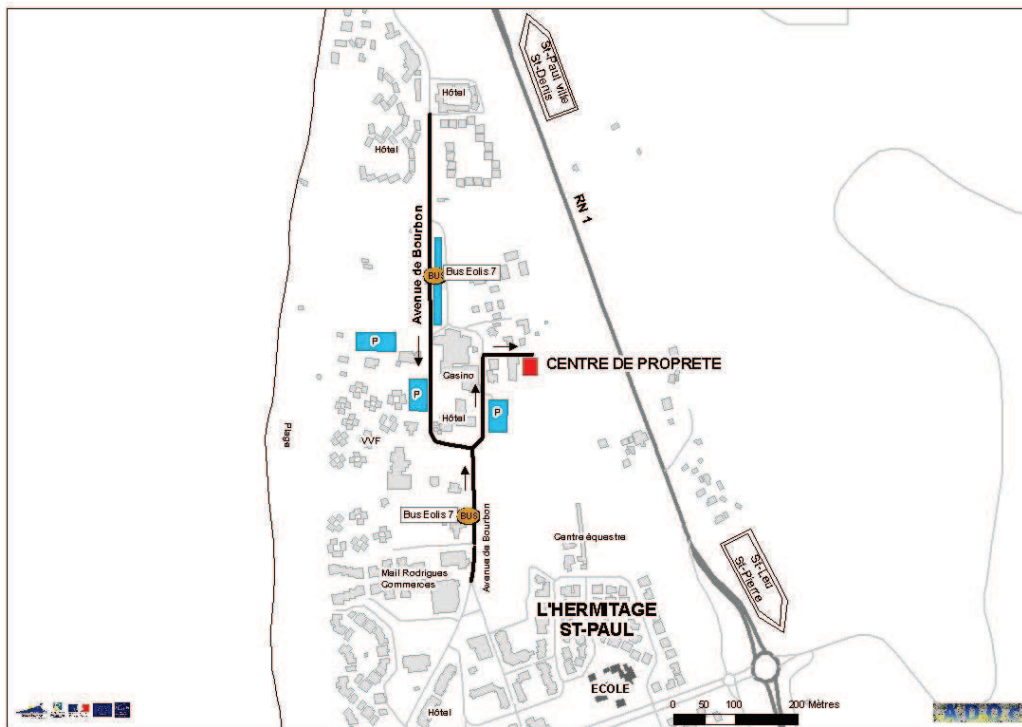 St-Paul ville
St-Denis
Hôtel
Hôtel
RN 1
Avenue de Bourbon
BUS
Bus Eolis 7
P
CENTRE DE PROPRETE
Casino
P
P
Hôtel
Plage
VVF
Bus Eolis 7
BUS
Avenue de Bourbon
Centre équestre
St-Leu
St-Pierre
Mail Rodrigues
Commerces
L'HERMITAGE
ST-PAUL
ECOLE
0 50 100 200 Mètres
Hôtel